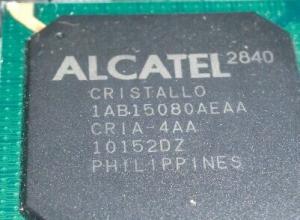 ALCATEL 2840
CRISTALLO
1AB15080AEAA
CRIA-4AA
10152DZ
PHILIPPINES